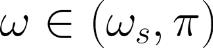 ω ∈ (ω_s, π)